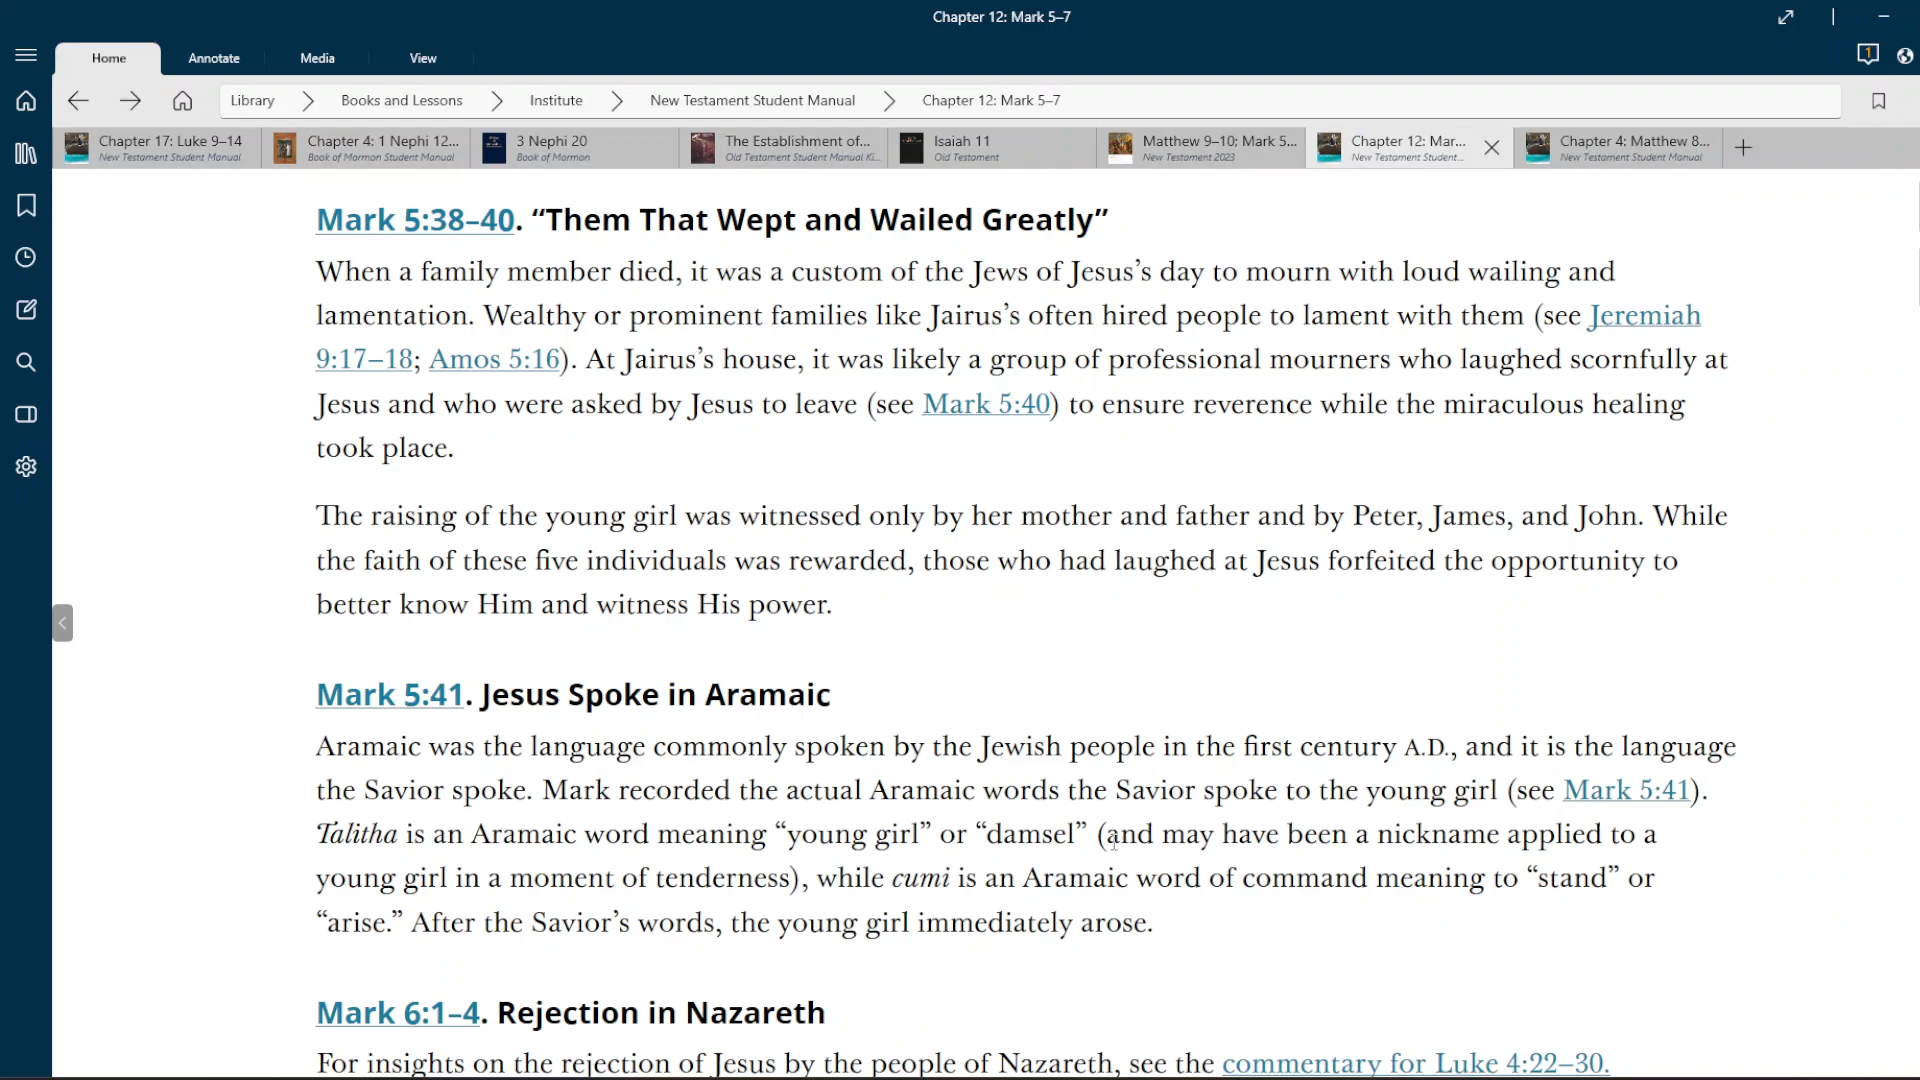 Chapter 12: Mark 5–7
Home Annotate Media View
1
Library Books and Lessons Institute New Testament Student Manual Chapter 12: Mark 5–7
Chapter 17: Luke 9–14 Chapter 4: 1 Nephi 12... 3 Nephi 20 The Establishment of... Isaiah 11 Matthew 9–10; Mark 5... Chapter 12: Mar... Chapter 4: Matthew 8...
New Testament Student Manual Book of Mormon Student Manual Book of Mormon Old Testament Student Manual Ki... Old Testament New Testament 2023 New Testament Student... New Testament Student Manual
Mark 5:38–40. “Them That Wept and Wailed Greatly”
When a family member died, it was a custom of the Jews of Jesus’s day to mourn with loud wailing and
lamentation. Wealthy or prominent families like Jairus’s often hired people to lament with them (see Jeremiah
9:17–18; Amos 5:16). At Jairus’s house, it was likely a group of professional mourners who laughed scornfully at
Jesus and who were asked by Jesus to leave (see Mark 5:40) to ensure reverence while the miraculous healing
took place.
The raising of the young girl was witnessed only by her mother and father and by Peter, James, and John. While
the faith of these five individuals was rewarded, those who had laughed at Jesus forfeited the opportunity to
better know Him and witness His power.
Mark 5:41. Jesus Spoke in Aramaic
Aramaic was the language commonly spoken by the Jewish people in the first century A.D., and it is the language
the Savior spoke. Mark recorded the actual Aramaic words the Savior spoke to the young girl (see Mark 5:41).
Talitha is an Aramaic word meaning “young girl” or “damsel” (and may have been a nickname applied to a
young girl in a moment of tenderness), while cumi is an Aramaic word of command meaning to “stand” or
“arise.” After the Savior’s words, the young girl immediately arose.
Mark 6:1–4. Rejection in Nazareth
For insights on the rejection of Jesus by the people of Nazareth, see the commentary for Luke 4:22–30.